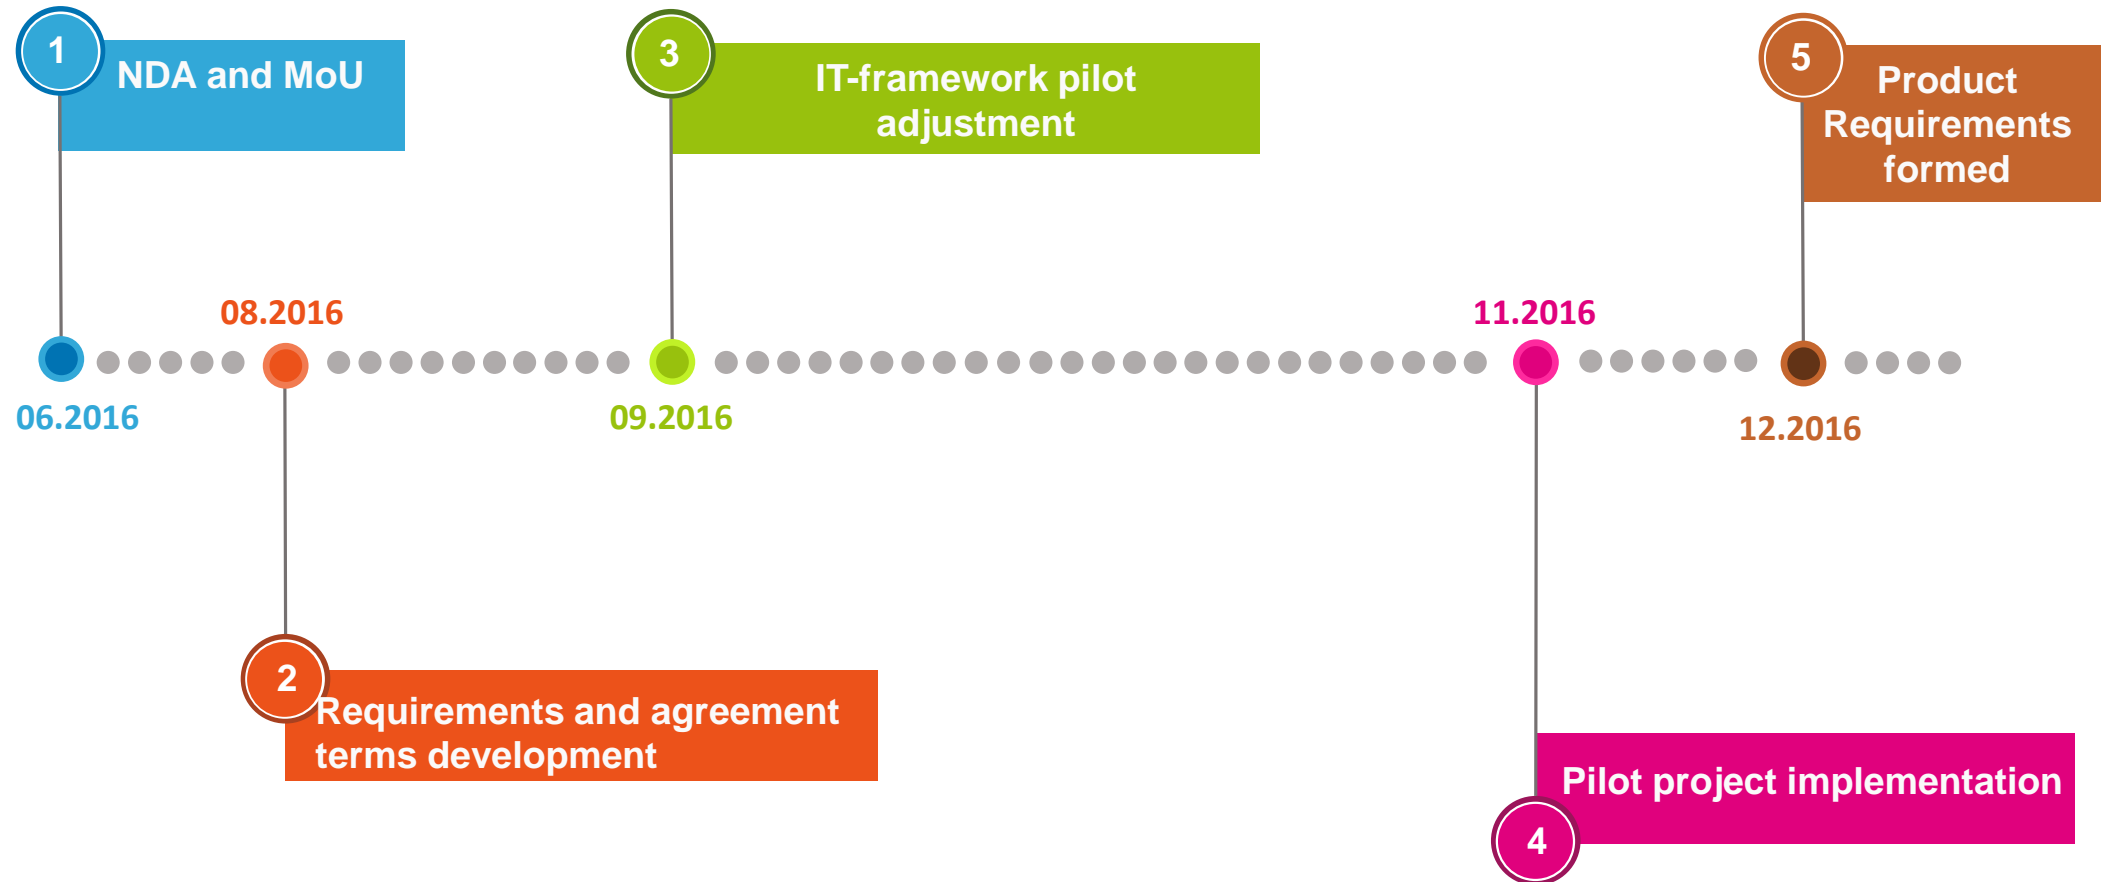 1
NDA and MoU
3
IT-framework pilot
adjustment
5
Product
Requirements
formed
08.2016
11.2016
06.2016
09.2016
12.2016
2
Requirements and agreement
terms development
Pilot project implementation
4